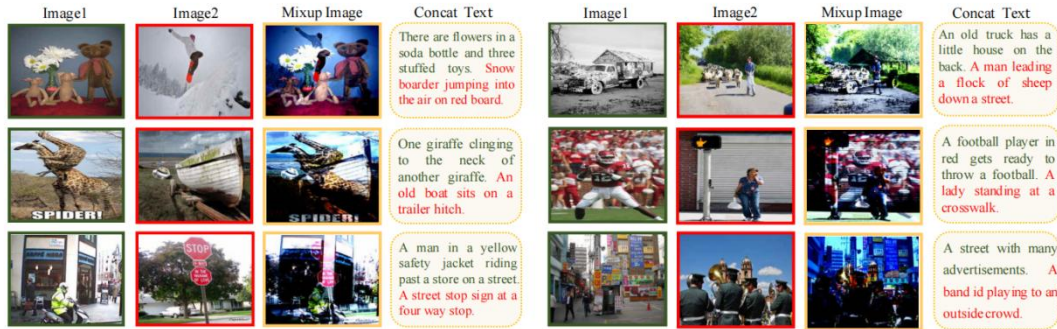 Image1
Image2
Mixup Image
Concat Text
There are flowers in a
soda bottle and three
stuffed toys. Snow
boarder jumping into
the air on red board.
SPIDER!
SPIDER!
One giraffe clinging
to the neck of
another giraffe. An
old boat sits on a
trailer hitch.
STOP
A man in a yellow
safety jacket riding
past a store on a street.
A street stop sign at a
four way stop.
Image1
Image2
Mixup Image
Concat Text
An old truck has a
little house on the
back. A man leading
a flock of sheep
down a street.
A football player in
red gets ready to
throw a football. A
lady standing at a
crosswalk.
A street with many
advertisements. A
band id playing to an
outside crowd.